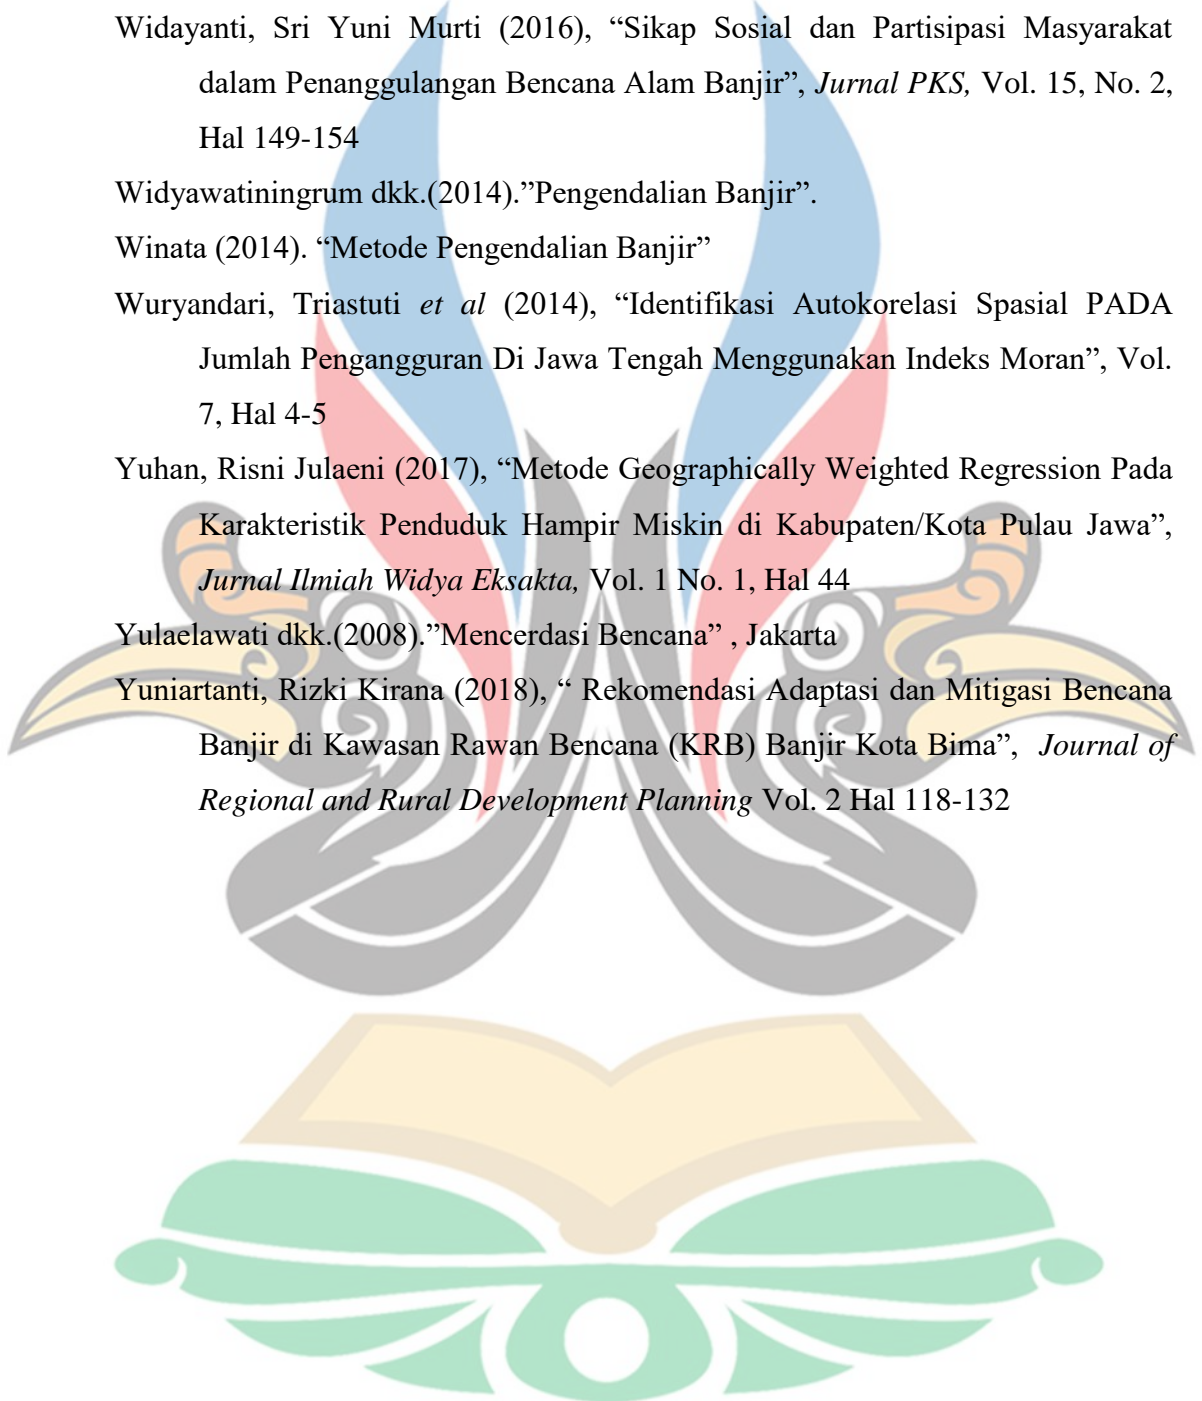 Widayanti, Sri Yuni Murti (2016), “Sikap Sosial dan Partisipasi Masyarakat
dalam Penanggulangan Bencana Alam Banjir”, Jurnal PKS, Vol. 15, No. 2,
Hal 149-154
Widyawatiningrum dkk.(2014).”Pengendalian Banjir”.
Winata (2014). “Metode Pengendalian Banjir”
Wuryandari, Triastuti et al (2014), “Identifikasi Autokorelasi Spasial PADA
Jumlah Pengangguran Di Jawa Tengah Menggunakan Indeks Moran”, Vol.
7, Hal 4-5
Yuhan, Risni Julaeni (2017), “Metode Geographically Weighted Regression Pada
Karakteristik Penduduk Hampir Miskin di Kabupaten/Kota Pulau Jawa”,
Jurnal Ilmiah Widya Eksakta, Vol. 1 No. 1, Hal 44
Yulaelawati dkk.(2008).”Mencerdasi Bencana” , Jakarta
Yuniartanti, Rizki Kirana (2018), “ Rekomendasi Adaptasi dan Mitigasi Bencana
Banjir di Kawasan Rawan Bencana (KRB) Banjir Kota Bima”, Journal of
Regional and Rural Development Planning Vol. 2 Hal 118-132